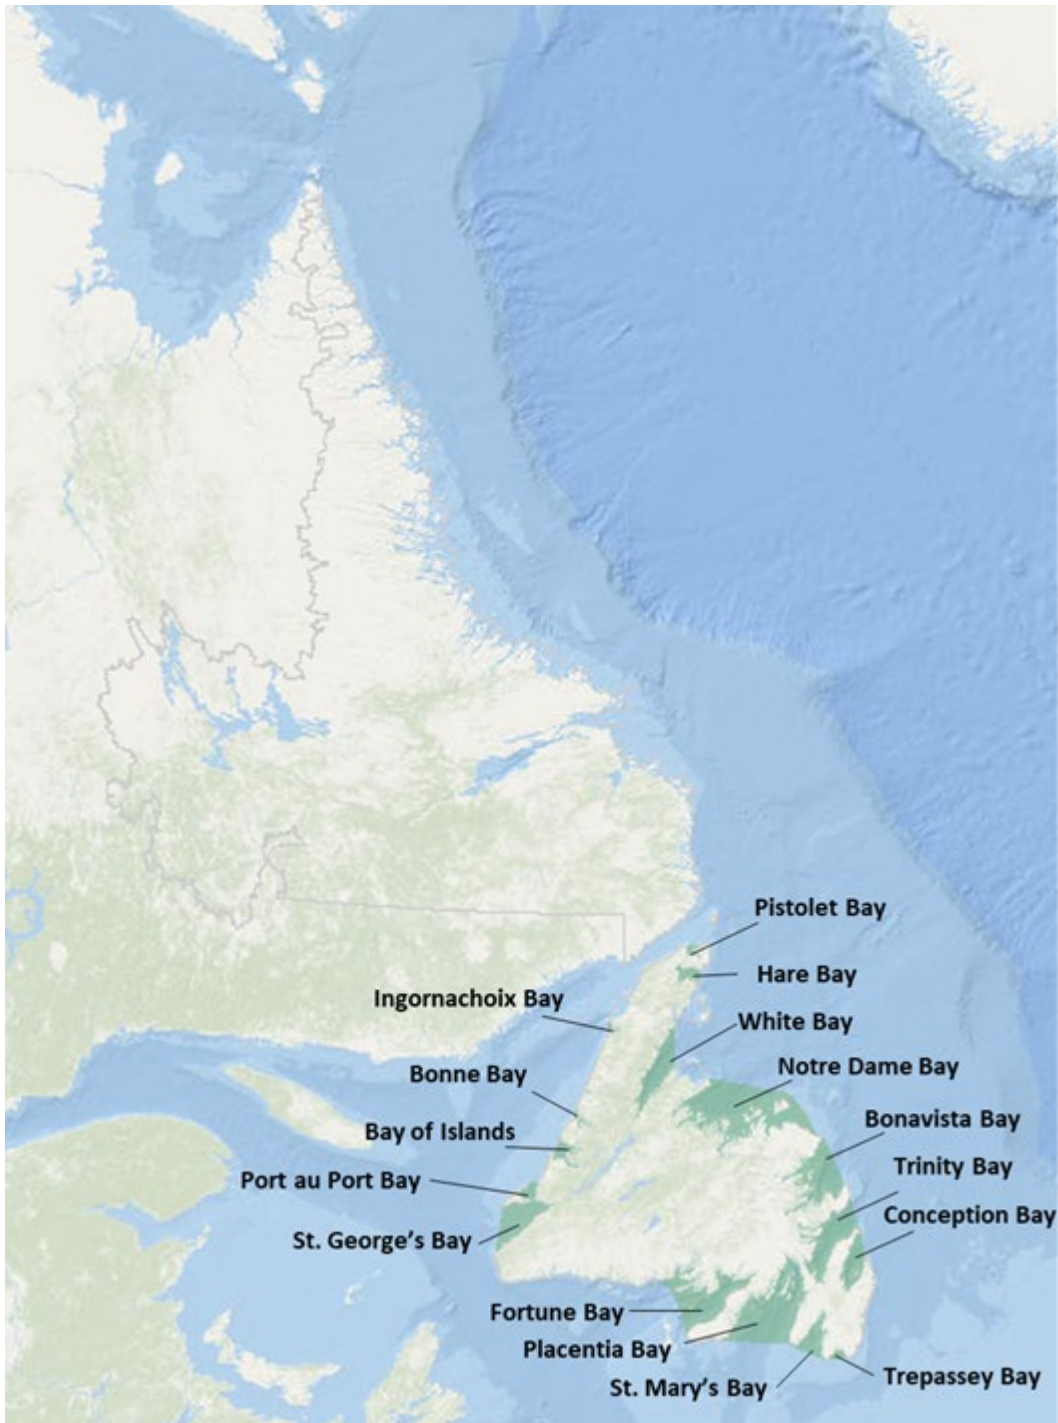 Pistolet Bay
Hare Bay
Ingornachoix Bay
White Bay
Notre Dame Bay
Bonne Bay
Bonavista Bay
Bay of Islands
Trinity Bay
Port au Port Bay
Conception Bay
St. George's Bay
Fortune Bay
Placentia Bay
Trepassey Bay
St. Mary's Bay